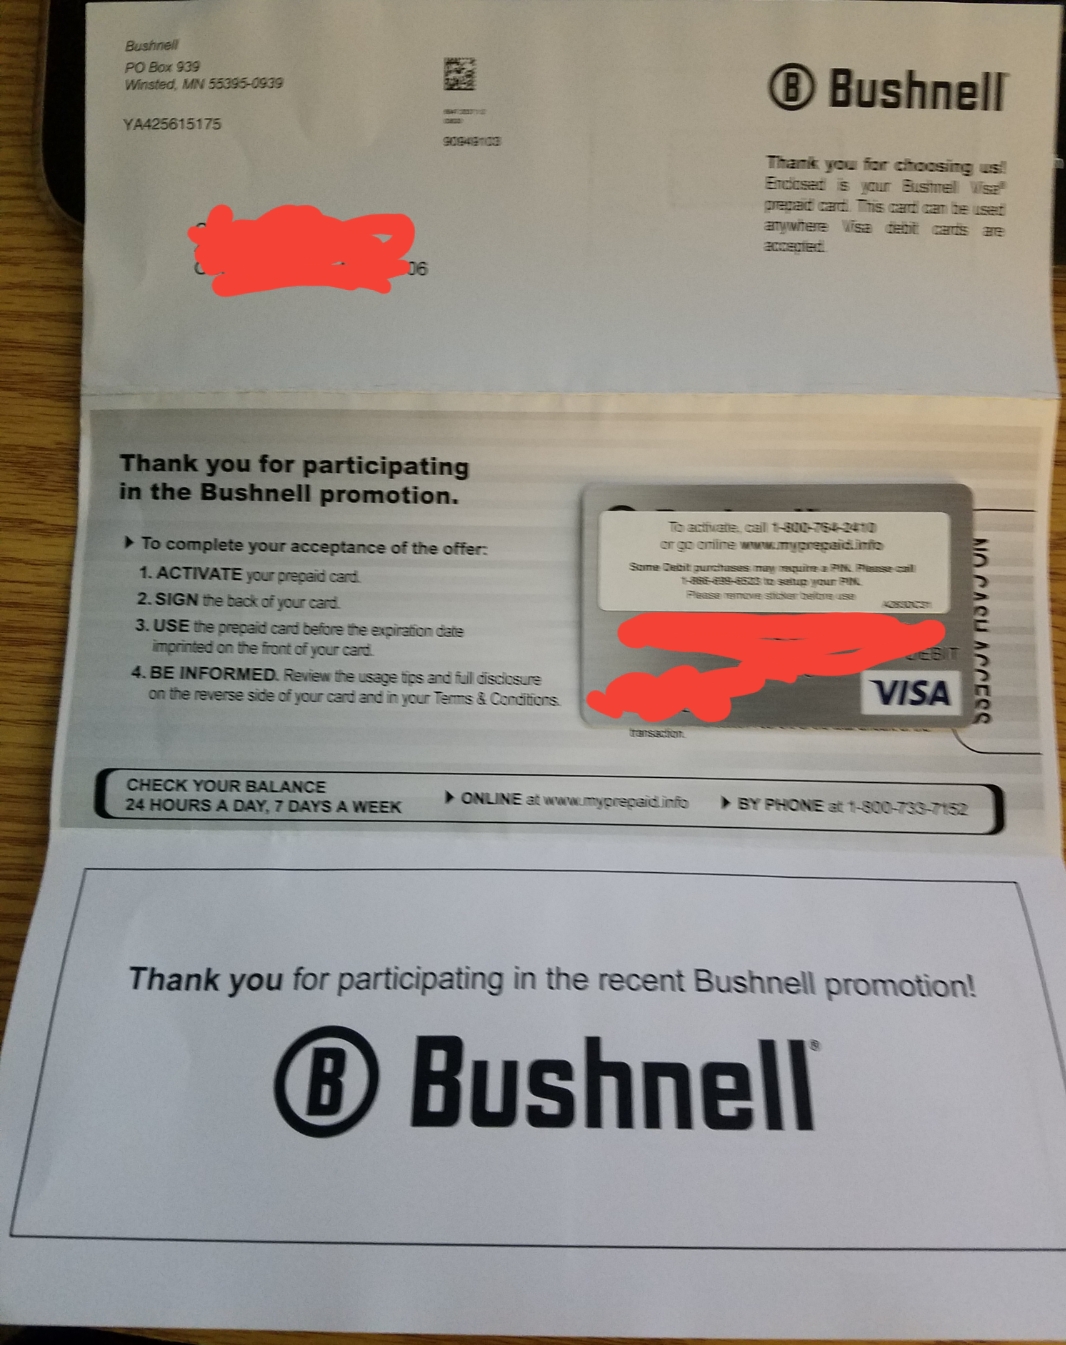 Bushnell
PO Box 939
Winsted, MN 55395-0939
YA425615175
90949103
B Bushnell
Thank you for choosing us!
Enclosed is your Bushnell Visa®
prepaid card. This card can be used
anywhere Visa debit cards are
accepted.
06
Thank you for participating
in the Bushnell promotion.
To complete your acceptance of the offer:
1. ACTIVATE your prepaid card.
2. SIGN the back of your card.
3. USE the prepaid card before the expiration date
imprinted on the front of your card.
4. BE INFORMED. Review the usage tips and full disclosure
on the reverse side of your card and in your Terms & Conditions.
To activate, call 1-800-764-2410
or go online www.myprepaid.info
Some Debit purchases may require a PIN. Please call
to setup your PIN.
Please remove sticker before use
DEBIT
VISA
NO CASH ACCESS
transaction.
CHECK YOUR BALANCE
24 HOURS A DAY, 7 DAYS A WEEK
ONLINE at www.myprepaid.info
BY PHONE at 1-800-733-7152
Thank you for participating in the recent Bushnell promotion!
B Bushnell®